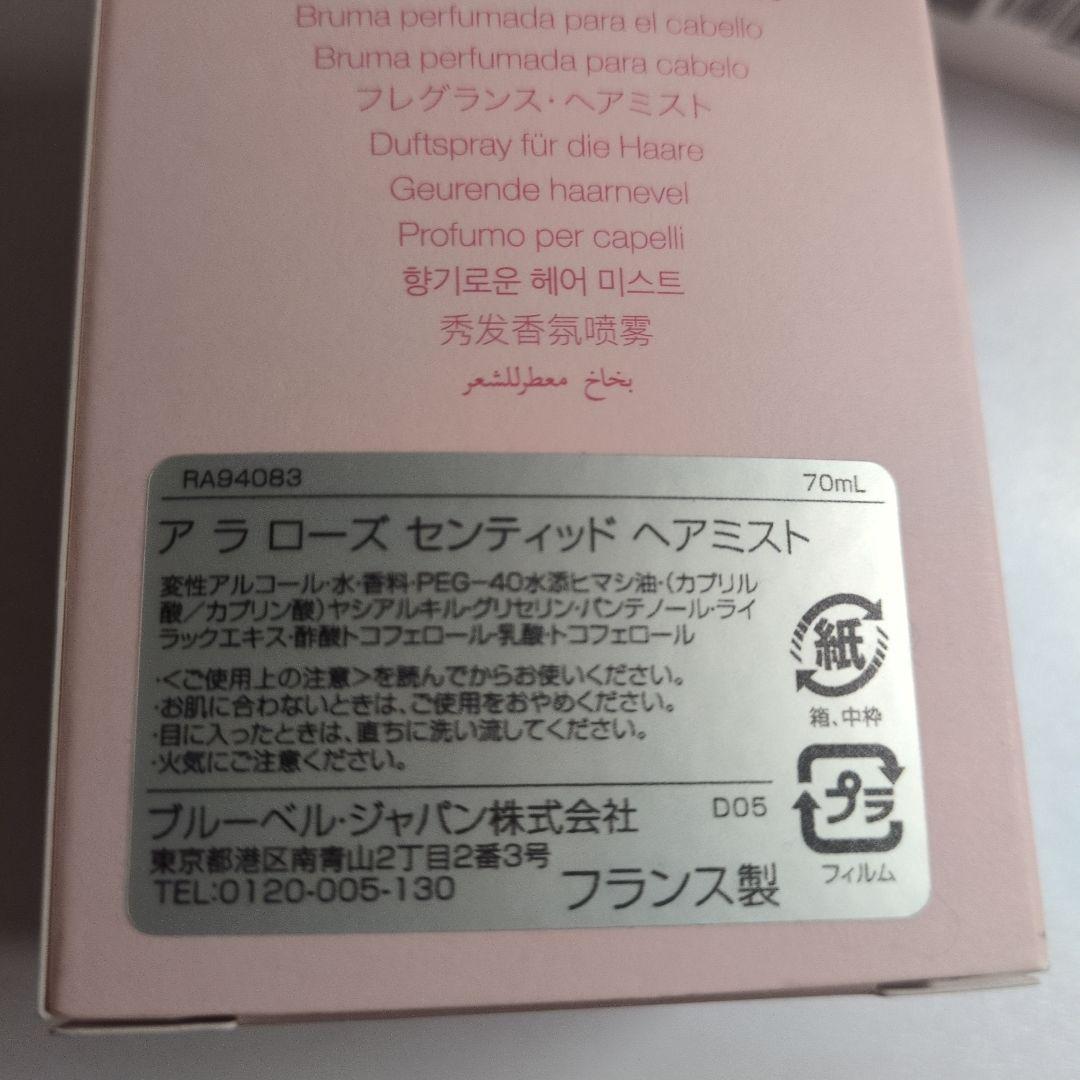 Bruma perfumada para el cabello
Bruma perfumada para cabelo
フレグランス・ヘアミスト
Duftspray für die Haare
Geurende haarnevel
Profumo per capelli
향기로운 헤어 미스트
秀发香氛喷雾
بخاخ معطرللشعر
RA94083 70mL
ア ラ ローズ センティッド ヘアミスト
変性アルコール・水・香料・PEG-40水添ヒマシ油・(カプリル
酸/カプリン酸)ヤシアルキル・グリセリン・パンテノール・ライ
ラックエキス・酢酸トコフェロール・乳酸・トコフェロール
・<ご使用上の注意>を読んでからお使いください。
・お肌に合わないときは、ご使用をおやめください。
・目に入ったときは、直ちに洗い流してください。
・火気にご注意ください。
紙
箱、中枠
プラ
フィルム
ブルーベル・ジャパン株式会社 D05
東京都港区南青山2丁目2番3号
TEL:0120-005-130
フランス製